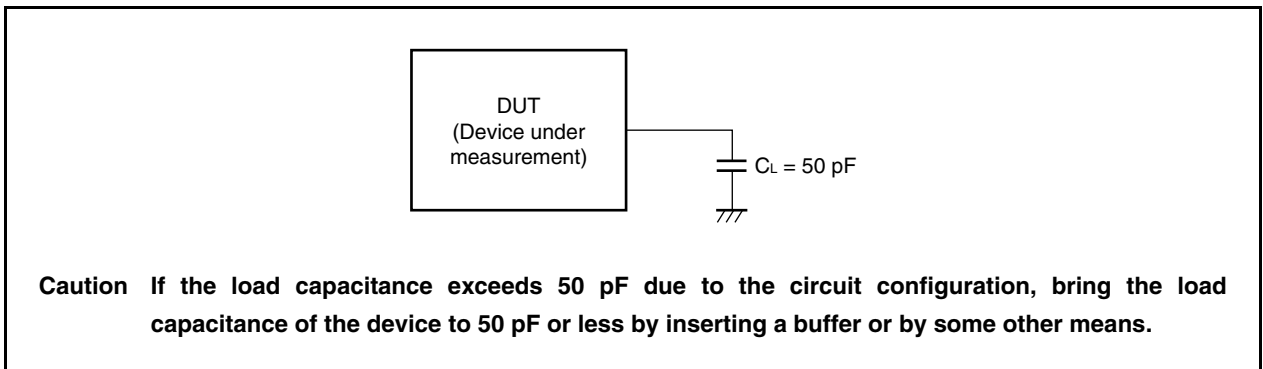 DUT
(Device under
measurement)
CL = 50 pF
Caution If the load capacitance exceeds 50 pF due to the circuit configuration, bring the load
capacitance of the device to 50 pF or less by inserting a buffer or by some other means.